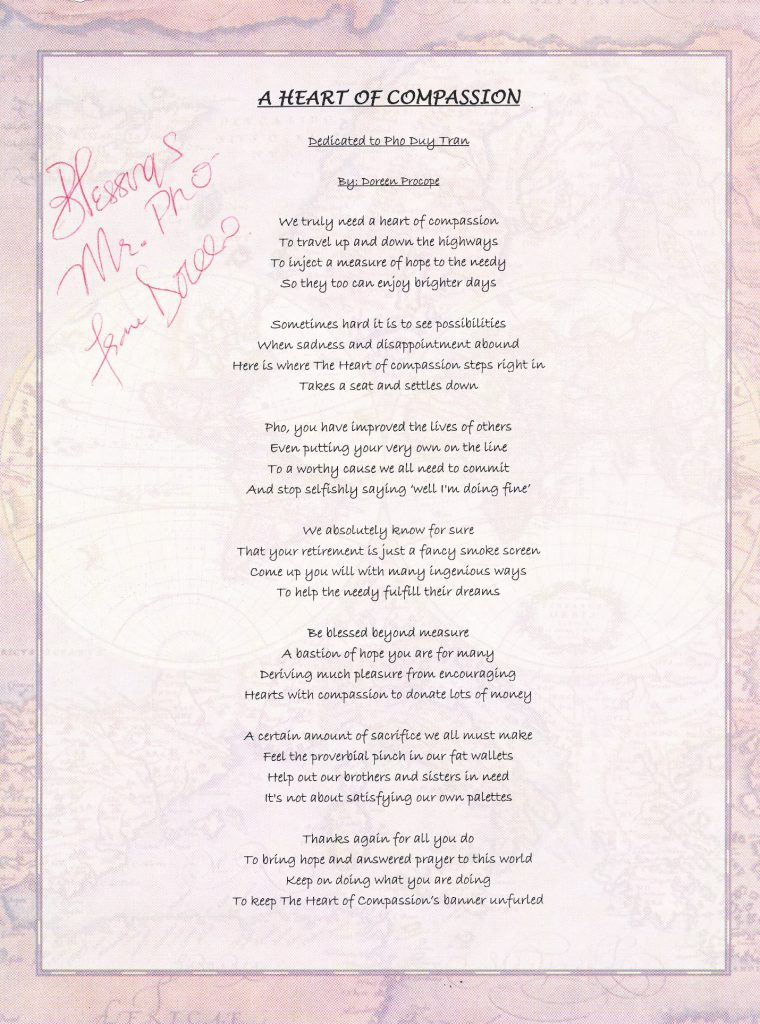 A HEART OF COMPASSION
Dedicated to Pho Duy Tran
By: Doreen Procope
Blessings
Mr. Pho
from Doreen
We truly need a heart of compassion
To travel up and down the highways
To inject a measure of hope to the needy
So they too can enjoy brighter days
Sometimes hard it is to see possibilities
When sadness and disappointment abound
Here is where The Heart of compassion steps right in
Takes a seat and settles down
Pho, you have improved the lives of others
Even putting your very own on the line
To a worthy cause we all need to commit
And stop selfishly saying ‘well I'm doing fine’
We absolutely know for sure
That your retirement is just a fancy smoke screen
Come up you will with many ingenious ways
To help the needy fulfill their dreams
Be blessed beyond measure
A bastion of hope you are for many
Deriving much pleasure from encouraging
Hearts with compassion to donate lots of money
A certain amount of sacrifice we all must make
Feel the proverbial pinch in our fat wallets
Help out our brothers and sisters in need
It's not about satisfying our own palettes
Thanks again for all you do
To bring hope and answered prayer to this world
Keep on doing what you are doing
To keep The Heart of Compassion’s banner unfurled